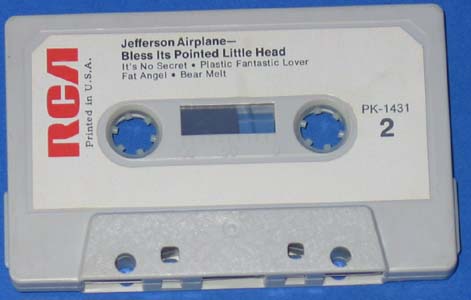 Jefferson Airplane—
Bless Its Pointed Little Head
It's No Secret • Plastic Fantastic Lover
Fat Angel • Bear Melt
RCA
Printed in U.S.A.
PK-1431
2